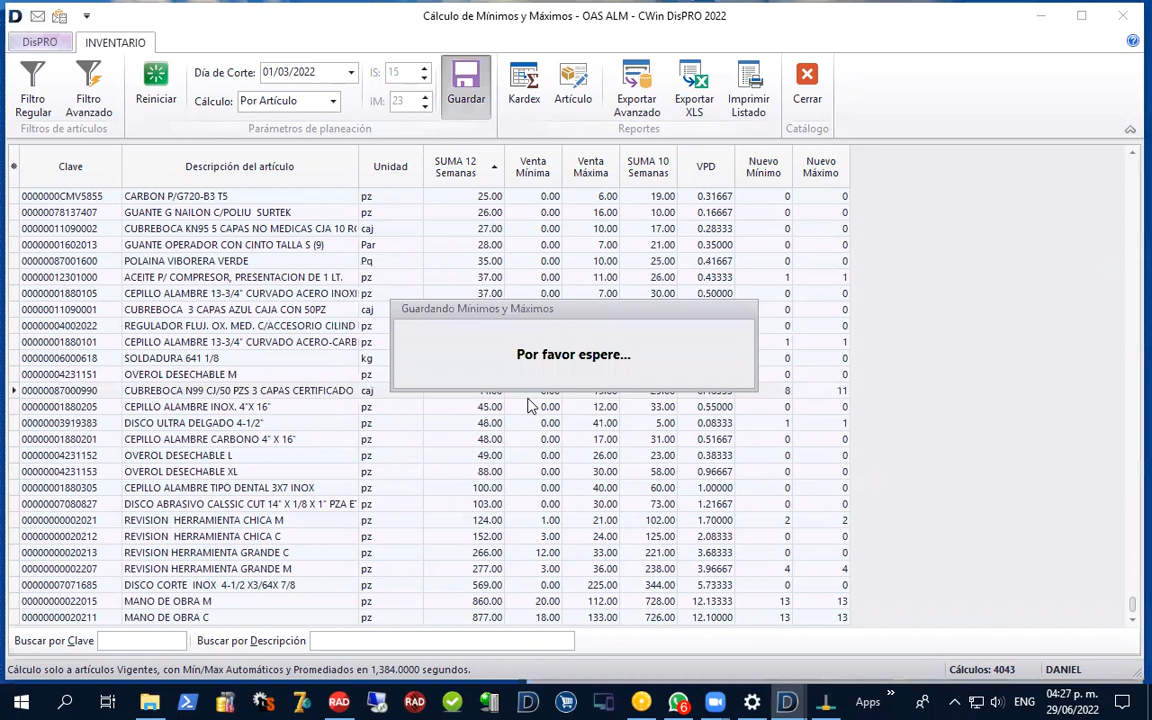 Cálculo de Mínimos y Máximos - OAS ALM - CWin DisPRO 2022
DisPRO INVENTARIO
Filtro Regular
Filtro Avanzado
Filtros de artículos
Reiniciar
Día de Corte: 01/03/2022 IS: 15
Cálculo: Por Artículo IM: 23
Parámetros de planeación
Guardar
Kardex
Artículo
Exportar Avanzado
Exportar XLS
Imprimir Listado
Reportes
Cerrar
Catálogo
Clave Descripción del artículo Unidad SUMA 12 Semanas Venta Mínima Venta Máxima SUMA 10 Semanas VPD Nuevo Mínimo Nuevo Máximo
0000000CMV5855 CARBON P/G720-B3 T5 pz 25.00 0.00 6.00 19.00 0.31667 0 0
00000078137407 GUANTE G NAILON C/POLIU SURTEK pz 26.00 0.00 16.00 10.00 0.16667 0 0
00000011090002 CUBREBOCA KN95 5 CAPAS NO MEDICAS CJA 10 RO caj 27.00 0.00 10.00 17.00 0.28333 0 0
00000001602013 GUANTE OPERADOR CON CINTO TALLA S (9) Par 28.00 0.00 7.00 21.00 0.35000 0 0
00000087001600 POLAINA VIBORERA VERDE Pq 35.00 0.00 10.00 25.00 0.41667 0 0
00000012301000 ACEITE P/ COMPRESOR, PRESENTACION DE 1 LT. pz 37.00 0.00 11.00 26.00 0.43333 1 1
00000001880105 CEPILLO ALAMBRE 13-3/4" CURVADO ACERO INOXI pz 37.00 0.00 7.00 30.00 0.50000 0 0
00000011090001 CUBREBOCA 3 CAPAS AZUL CAJA CON 50PZ caj 0 0
00000004002022 REGULADOR FLUJ. OX. MED. C/ACCESORIO CILIND pz 0 0
00000001880101 CEPILLO ALAMBRE 13-3/4" CURVADO ACERO-CARB pz 1 1
00000006000618 SOLDADURA 641 1/8 kg 0 0
00000004231151 OVEROL DESECHABLE M pz 0 0
00000087000990 CUBREBOCA N99 CJ/50 PZS 3 CAPAS CERTIFICADO caj 8 11
00000001880205 CEPILLO ALAMBRE INOX. 4"X 16" pz 45.00 0.00 12.00 33.00 0.55000 0 0
00000003919383 DISCO ULTRA DELGADO 4-1/2" pz 46.00 0.00 41.00 5.00 0.08333 1 1
00000001880201 CEPILLO ALAMBRE CARBONO 4" X 16" pz 48.00 0.00 17.00 31.00 0.51667 0 0
00000004231152 OVEROL DESECHABLE L pz 49.00 0.00 26.00 23.00 0.38333 0 0
00000004231153 OVEROL DESECHABLE XL pz 88.00 0.00 30.00 58.00 0.96667 0 0
00000001880305 CEPILLO ALAMBRE TIPO DENTAL 3X7 INOX pz 100.00 0.00 40.00 60.00 1.00000 0 0
00000007080827 DISCO ABRASIVO CALSSIC CUT 14" X 1/8 X 1" PZA ET pz 103.00 0.00 30.00 73.00 1.21667 0 0
00000000002021 REVISION HERRAMIENTA CHICA M pz 124.00 1.00 21.00 102.00 1.70000 2 2
00000000020212 REVISION HERRAMIENTA CHICA C pz 152.00 3.00 24.00 125.00 2.08333 0 0
00000000020213 REVISION HERRAMIENTA GRANDE C pz 266.00 12.00 33.00 221.00 3.68333 0 0
00000000002207 REVISION HERRAMIENTA GRANDE M pz 277.00 3.00 36.00 238.00 3.96667 4 4
00000007071685 DISCO CORTE INOX 4-1/2 X3/64X 7/8 pz 569.00 0.00 225.00 344.00 5.73333 0 0
00000000022015 MANO DE OBRA M pz 860.00 20.00 112.00 728.00 12.13333 13 13
00000000020211 MANO DE OBRA C pz 877.00 18.00 133.00 726.00 12.10000 13 13
Guardando Mínimos y Máximos
Por favor espere...
Buscar por Clave Buscar por Descripción
Cálculo solo a artículos Vigentes, con Mín/Max Automáticos y Promediados en 1,384.0000 segundos. Cálculos: 4043 DANIEL
RAD RAD 6 Apps » ENG 04:27 p. m.
29/06/2022